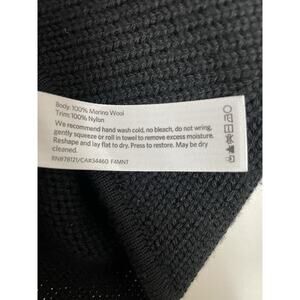 Body: 100% Merino Wool
Trim: 100% Nylon
We recommend hand wash cold, no bleach, do not wring,
gently squeeze or roll in towel to remove excess moisture.
Reshape and lay flat to dry. Press to restore. May be dry
cleaned.
RN#78121/CA#34460 F4MNT